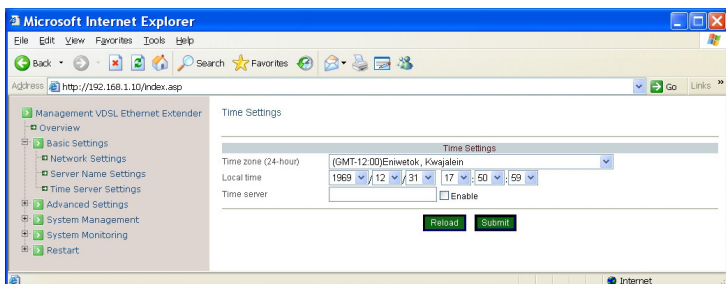 Microsoft Internet Explorer
File Edit View Favorites Tools Help
Back Search Favorites
Address http://192.168.1.10/index.asp Go Links »
Management VDSL Ethernet Extender
Overview
Basic Settings
Network Settings
Server Name Settings
Time Server Settings
Advanced Settings
System Management
System Monitoring
Restart
Time Settings
Time Settings
Time zone (24-hour) (GMT-12:00)Eniwetok, Kwajalein
Local time 1969 / 12 / 31 17 : 50 : 59
Time server Enable
Reload Submit
Internet